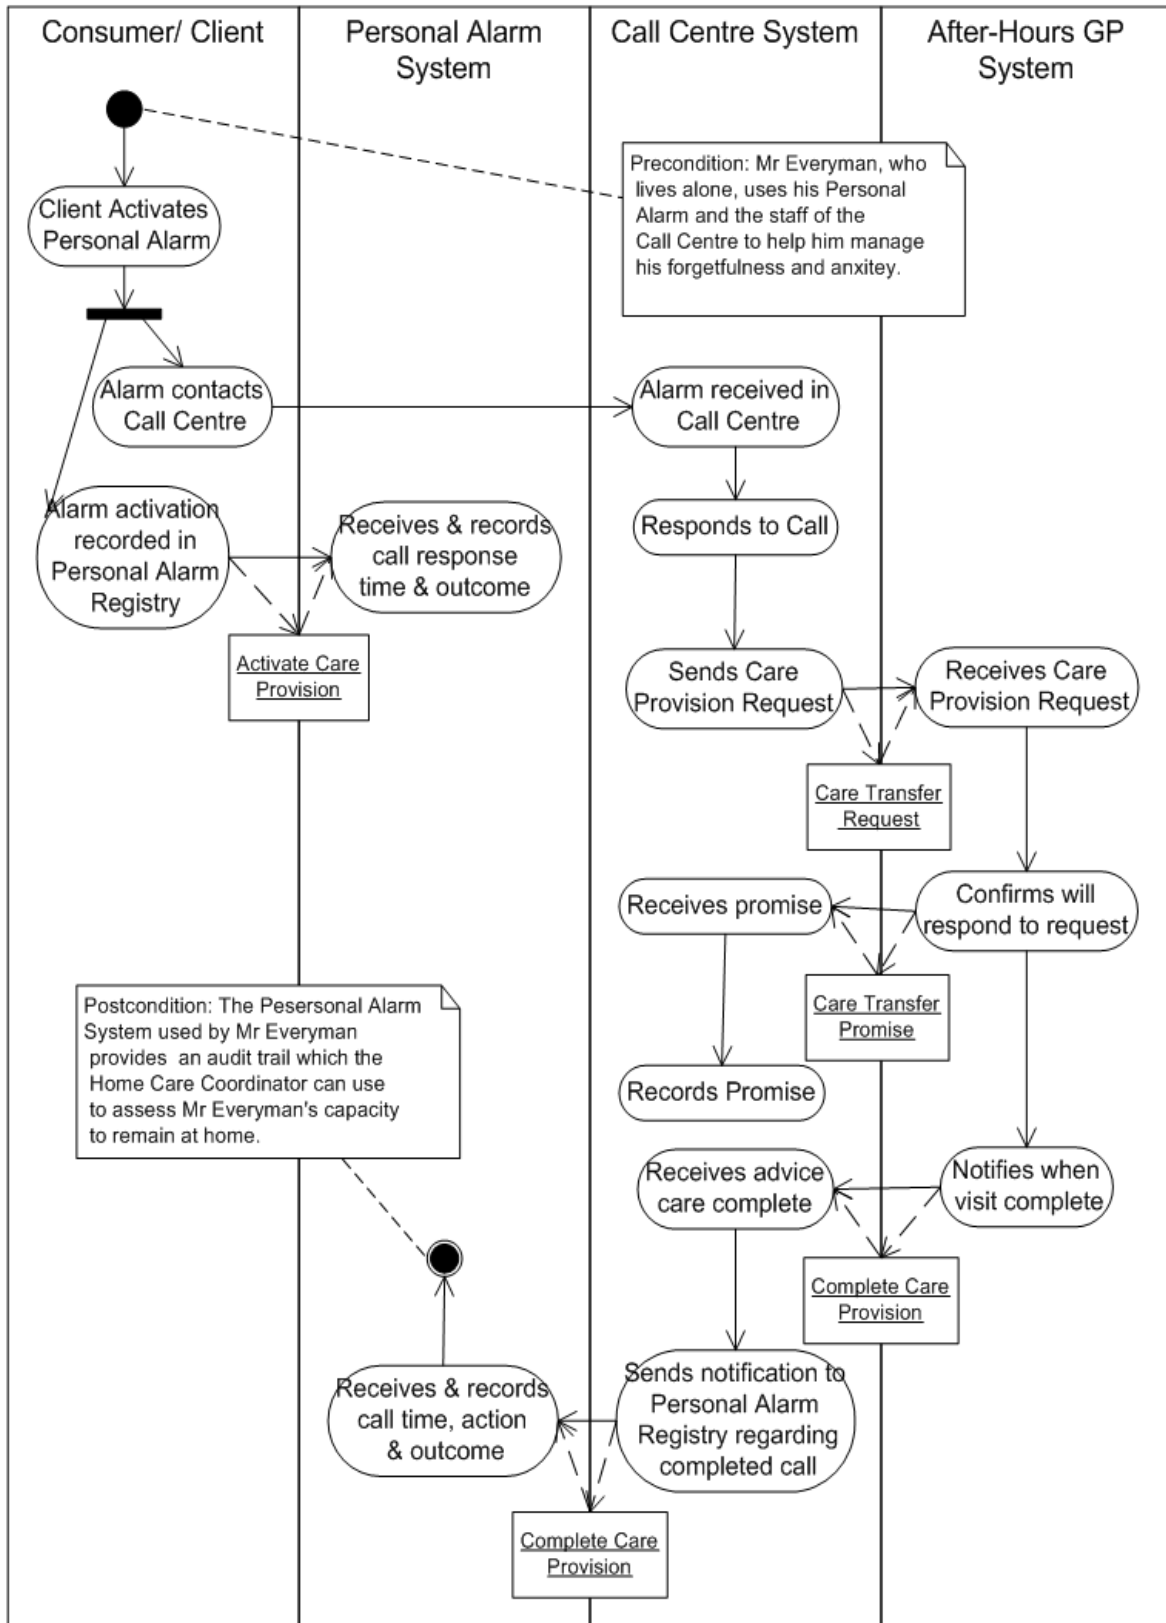 Consumer/ Client
Personal Alarm
System
Call Centre System
After-Hours GP
System
Precondition: Mr Everyman, who
lives alone, uses his Personal
Alarm and the staff of the
Call Centre to help him manage
his forgetfulness and anxitey.
Client Activates
Personal Alarm
Alarm contacts
Call Centre
Alarm received in
Call Centre
Alarm activation
recorded in
Personal Alarm
Registry
Receives & records
call response
time & outcome
Responds to Call
Activate Care
Provision
Sends Care
Provision Request
Receives Care
Provision Request
Care Transfer
Request
Receives promise
Confirms will
respond to request
Care Transfer
Promise
Postcondition: The Pesersonal Alarm
System used by Mr Everyman
provides an audit trail which the
Home Care Coordinator can use
to assess Mr Everyman's capacity
to remain at home.
Records Promise
Receives advice
care complete
Notifies when
visit complete
Complete Care
Provision
Receives & records
call time, action
& outcome
Sends notification to
Personal Alarm
Registry regarding
completed call
Complete Care
Provision